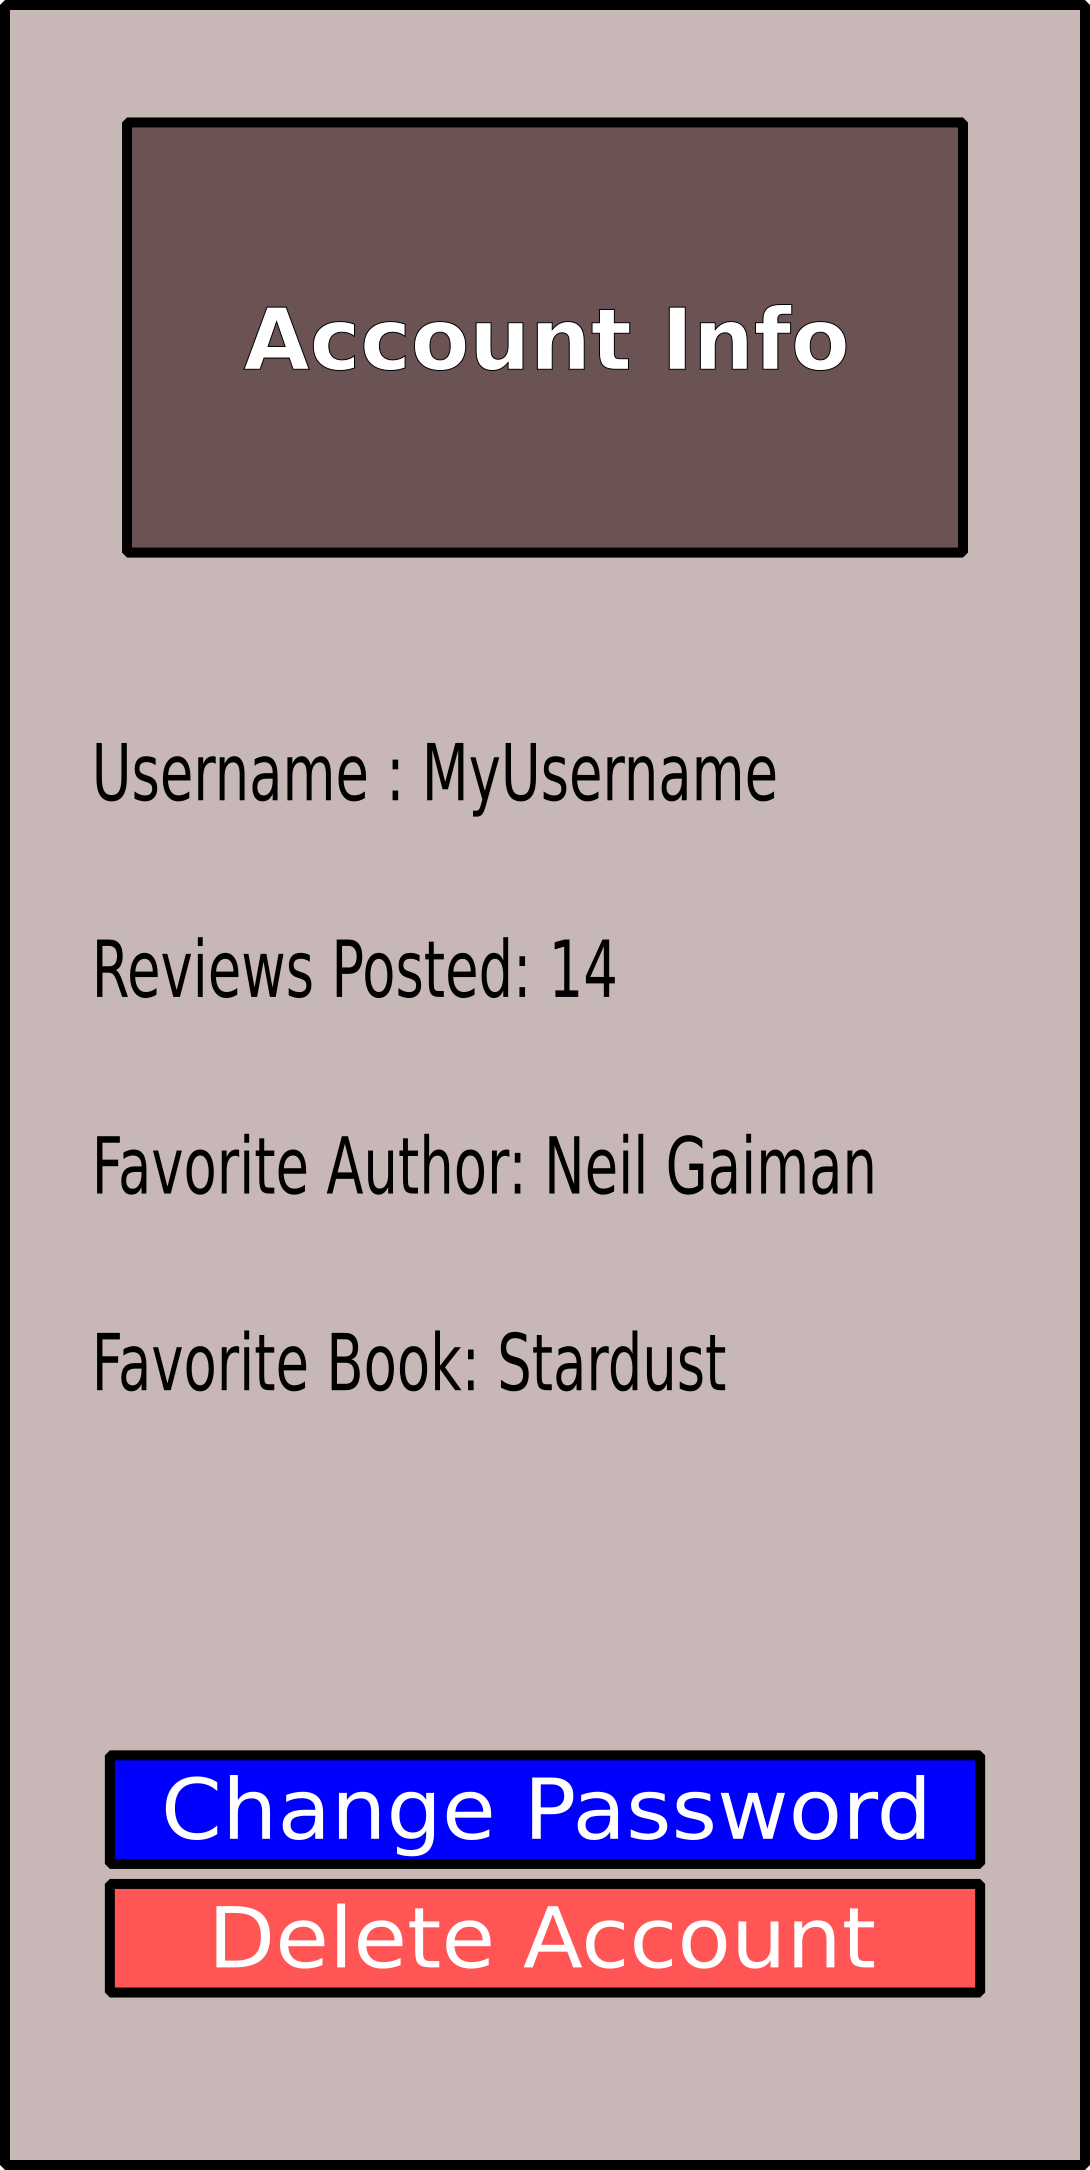 Account Info
Username : MyUsername
Reviews Posted: 14
Favorite Author: Neil Gaiman
Favorite Book: Stardust
Change Password
Delete Account